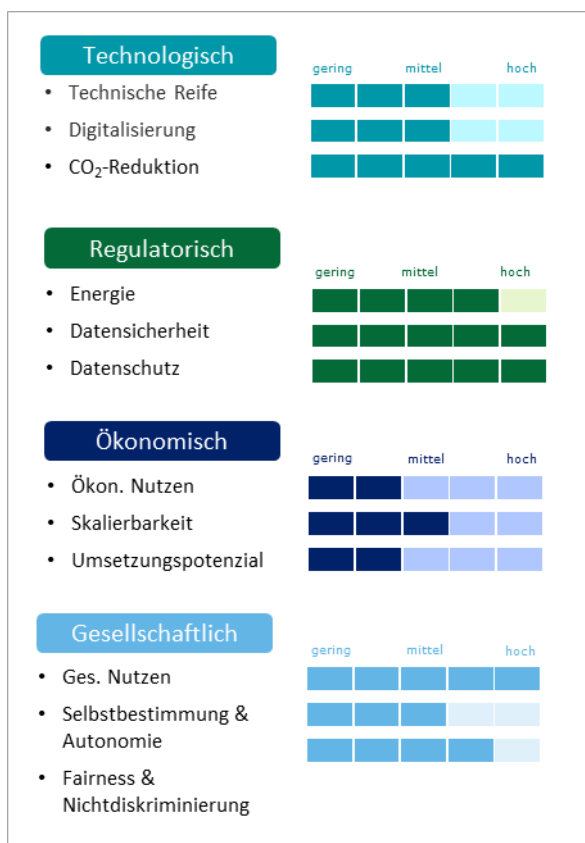 Technologisch
gering mittel hoch
• Technische Reife
• Digitalisierung
• CO₂-Reduktion
Regulatorisch
gering mittel hoch
• Energie
• Datensicherheit
• Datenschutz
Ökonomisch
gering mittel hoch
• Ökon. Nutzen
• Skalierbarkeit
• Umsetzungspotenzial
Gesellschaftlich
gering mittel hoch
• Ges. Nutzen
• Selbstbestimmung &
Autonomie
• Fairness &
Nichtdiskriminierung